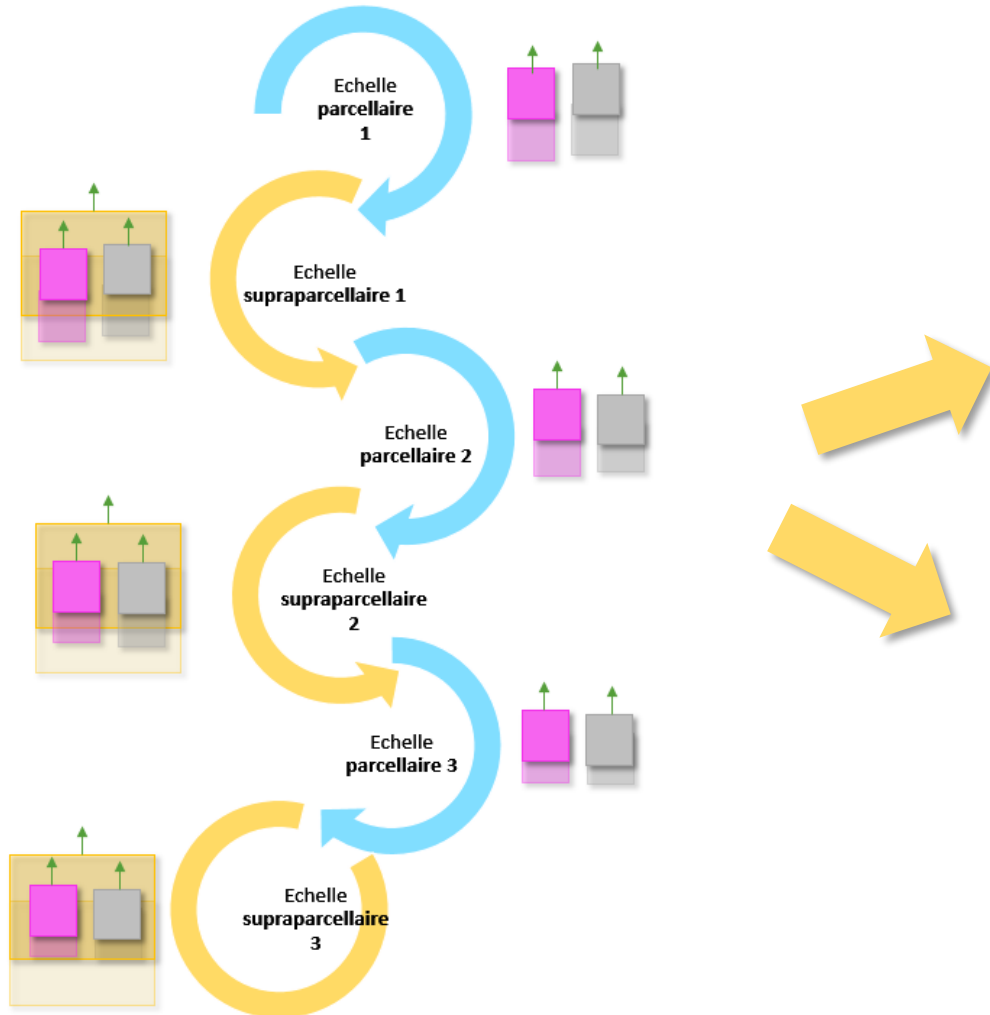 Echelle
parcellaire
1
Echelle
supraparcellaire 1
Echelle
parcellaire 2
Echelle
supraparcellaire
2
Echelle
parcellaire 3
Echelle
supraparcellaire
3